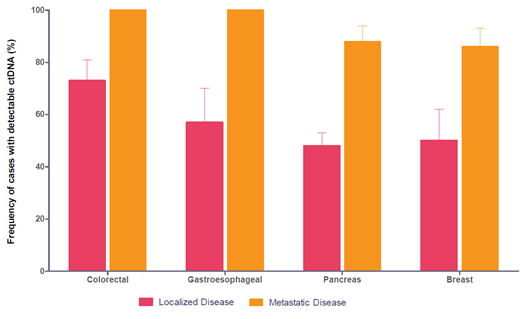 Frequency of cases with detectable ctDNA (%)
100
80
60
40
20
0
Colorectal Gastroesophageal Pancreas Breast
Localized Disease Metastatic Disease